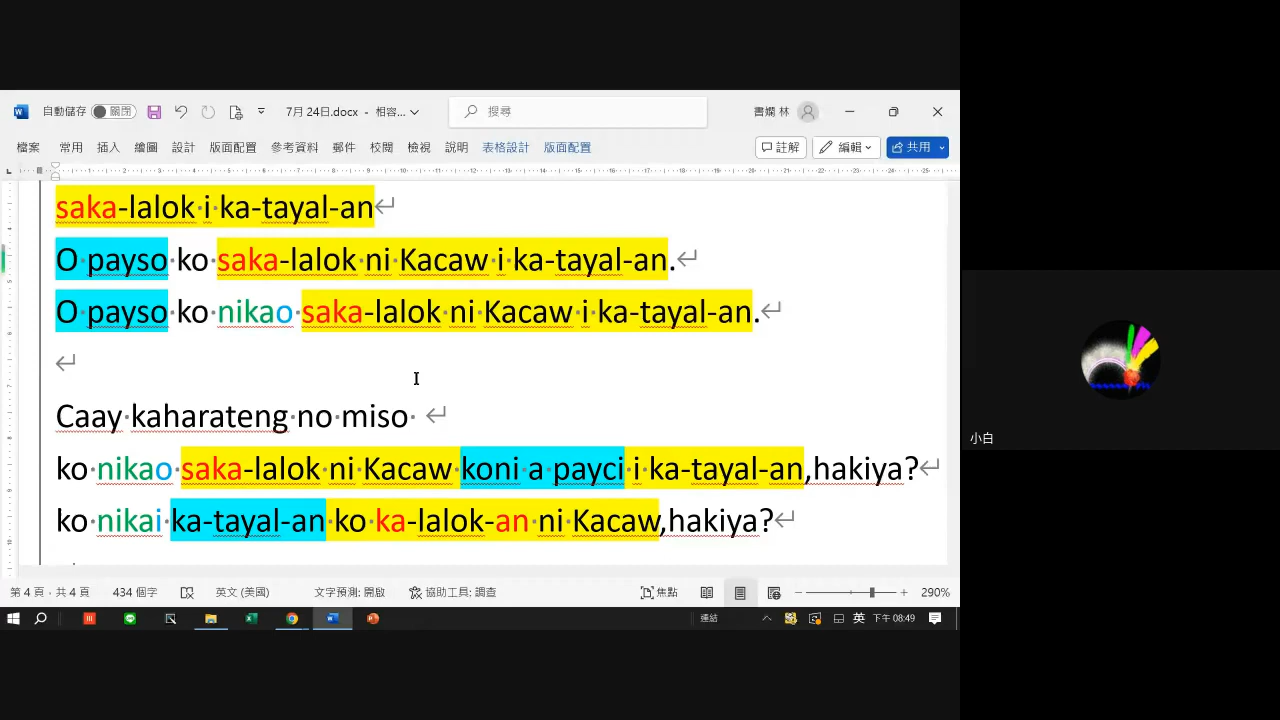 自動儲存 關閉 7月 24日.docx - 相容... 搜尋 書嫻 林
檔案 常用 插入 繪圖 設計 版面配置 參考資料 郵件 校閱 檢視 說明 表格設計 版面配置 註解 編輯 共用
saka-lalok i ka-tayal-an
O payso ko saka-lalok ni Kacaw i ka-tayal-an.
O payso ko nikao saka-lalok ni Kacaw i ka-tayal-an.
Caay kaharateng no miso
ko nikao saka-lalok ni Kacaw koni a payci i ka-tayal-an,hakiya?
ko nikai ka-tayal-an ko ka-lalok-an ni Kacaw,hakiya?
小白
第 4 頁，共 4 頁 434 個字 英文 (美國) 文字預測: 開啟 協助工具: 調查 焦點 290%
連結 英 下午 08:49